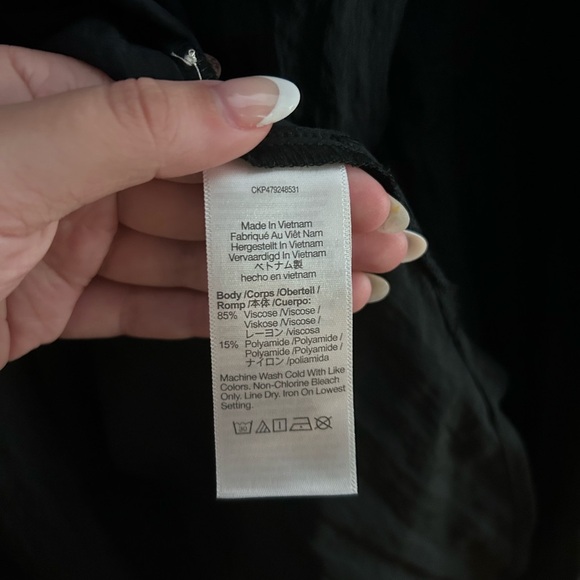 CKP479248531
Made In Vietnam
Fabriqué Au Viêt Nam
Hergesteilt In Vietnam
Vervaardigd In Vietnam
ベトナム製
hecho en vietnam
Body /Corps /Oberteil /
Romp /本体 /Cuerpo:
85% Viscose /Viscose /
Viskose /Viscose /
レーヨン /viscosa
15% Polyamide /Polyamide /
Polyamide /Polyamide /
ナイロン /poliamida
Machine Wash Cold With Like
Colors. Non-Chlorine Bleach
Only. Line Dry. Iron On Lowest
Setting.
30